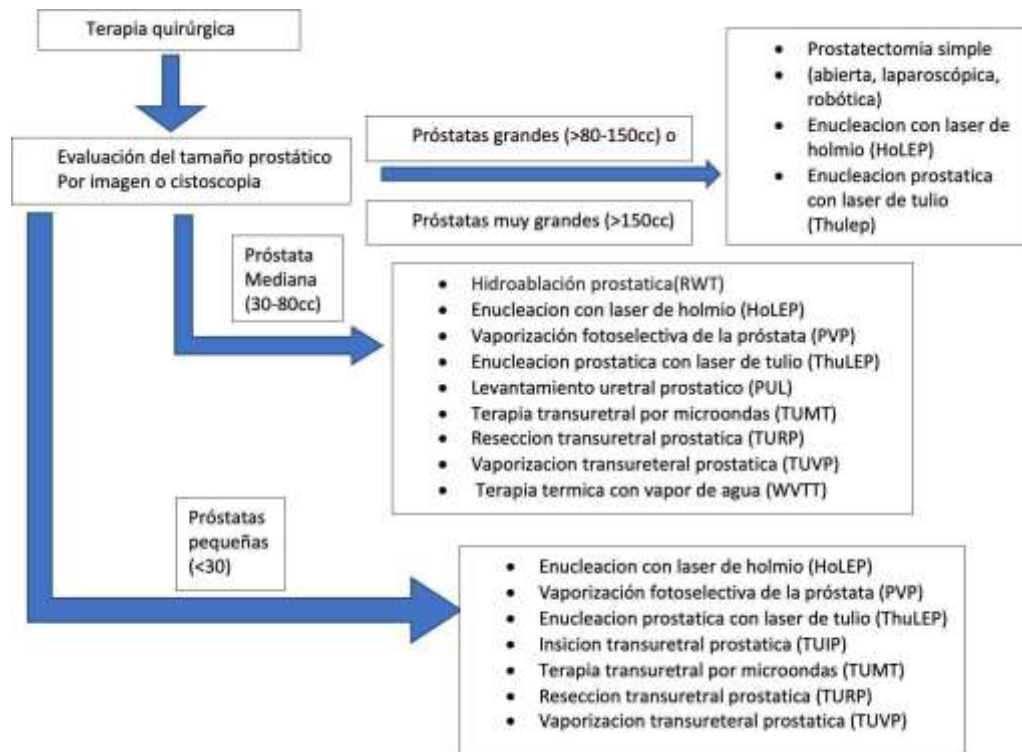 Terapia quirúrgica
Evaluación del tamaño prostático
Por imagen o cistoscopia
Próstatas grandes (>80-150cc) o
Próstatas muy grandes (>150cc)
Prostatectomia simple
(abierta, laparoscópica,
robótica)
Enucleacion con laser de
holmio (HoLEP)
Enucleacion prostatica
con laser de tulio
(Thulep)
Próstata
Mediana
(30-80cc)
Hidroablación prostatica(RWT)
Enucleacion con laser de holmio (HoLEP)
Vaporización fotoselectiva de la próstata (PVP)
Enucleacion prostatica con laser de tulio (ThuLEP)
Levantamiento uretral prostatico (PUL)
Terapia transuretral por microondas (TUMT)
Reseccion transuretral prostatica (TURP)
Vaporizacion transureteral prostatica (TUVP)
Terapia termica con vapor de agua (WVTT)
Próstatas
pequeñas
(<30)
Enucleacion con laser de holmio (HoLEP)
Vaporización fotoselectiva de la próstata (PVP)
Enucleacion prostatica con laser de tulio (ThuLEP)
Insicion transuretral prostatica (TUIP)
Terapia transuretral por microondas (TUMT)
Reseccion transuretral prostatica (TURP)
Vaporizacion transureteral prostatica (TUVP)